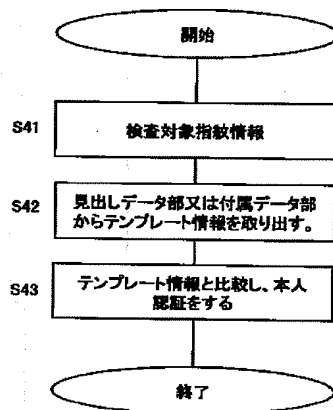 開始
S41
検査対象指紋情報
S42
見出しデータ部又は付属データ部
からテンプレート情報を取り出す。
S43
テンプレート情報と比較し、本人
認証をする
終了